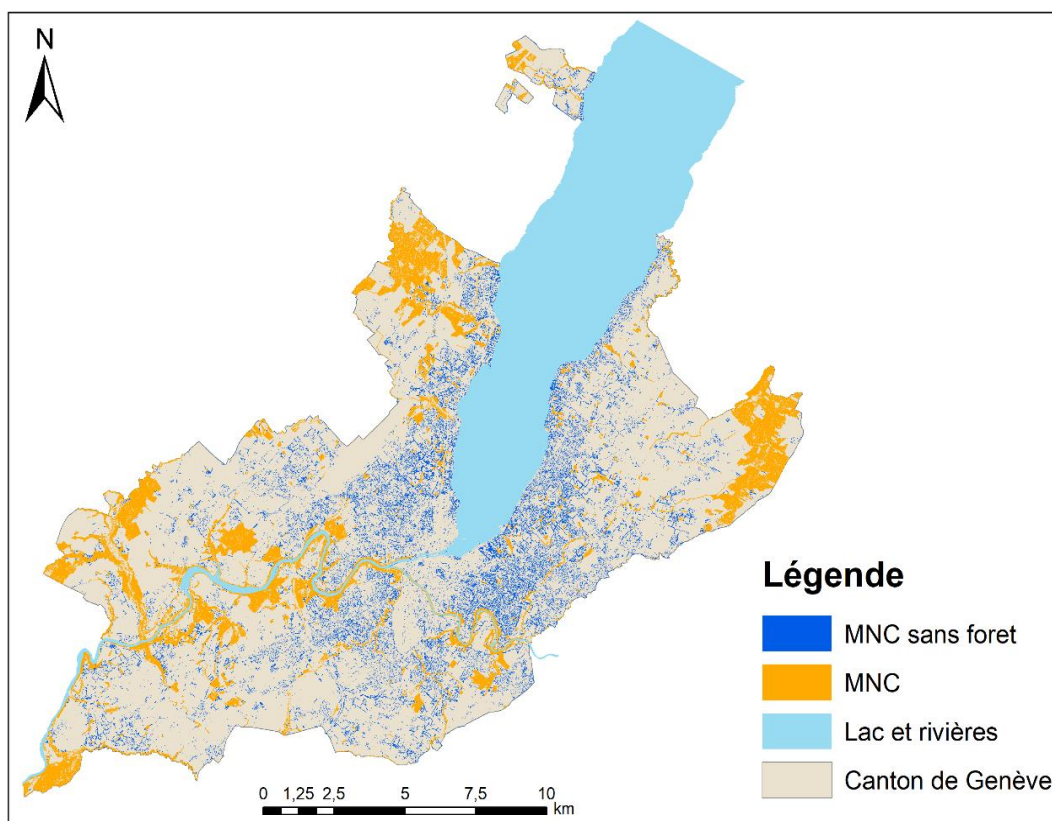 N
Légende
MNC sans foret
MNC
Lac et rivières
Canton de Genève
0 1,25 2,5 5 7,5 10
km